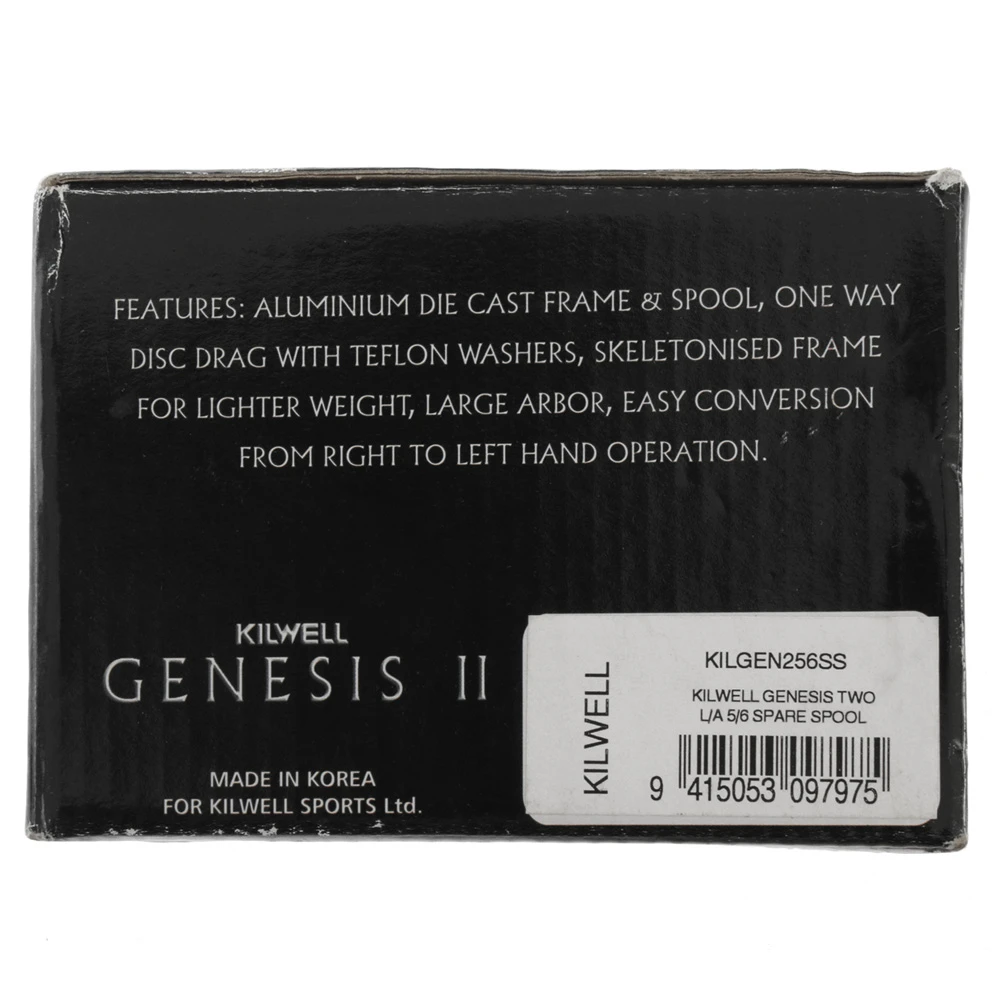 FEATURES: ALUMINIUM DIE CAST FRAME & SPOOL, ONE WAY
DISC DRAG WITH TEFLON WASHERS, SKELETONISED FRAME
FOR LIGHTER WEIGHT, LARGE ARBOR, EASY CONVERSION
FROM RIGHT TO LEFT HAND OPERATION.
KILWELL
GENESIS II
MADE IN KOREA
FOR KILWELL SPORTS Ltd.
KILWELL
KILGEN256SS
KILWELL GENESIS TWO
L/A 5/6 SPARE SPOOL
9 415053 097975